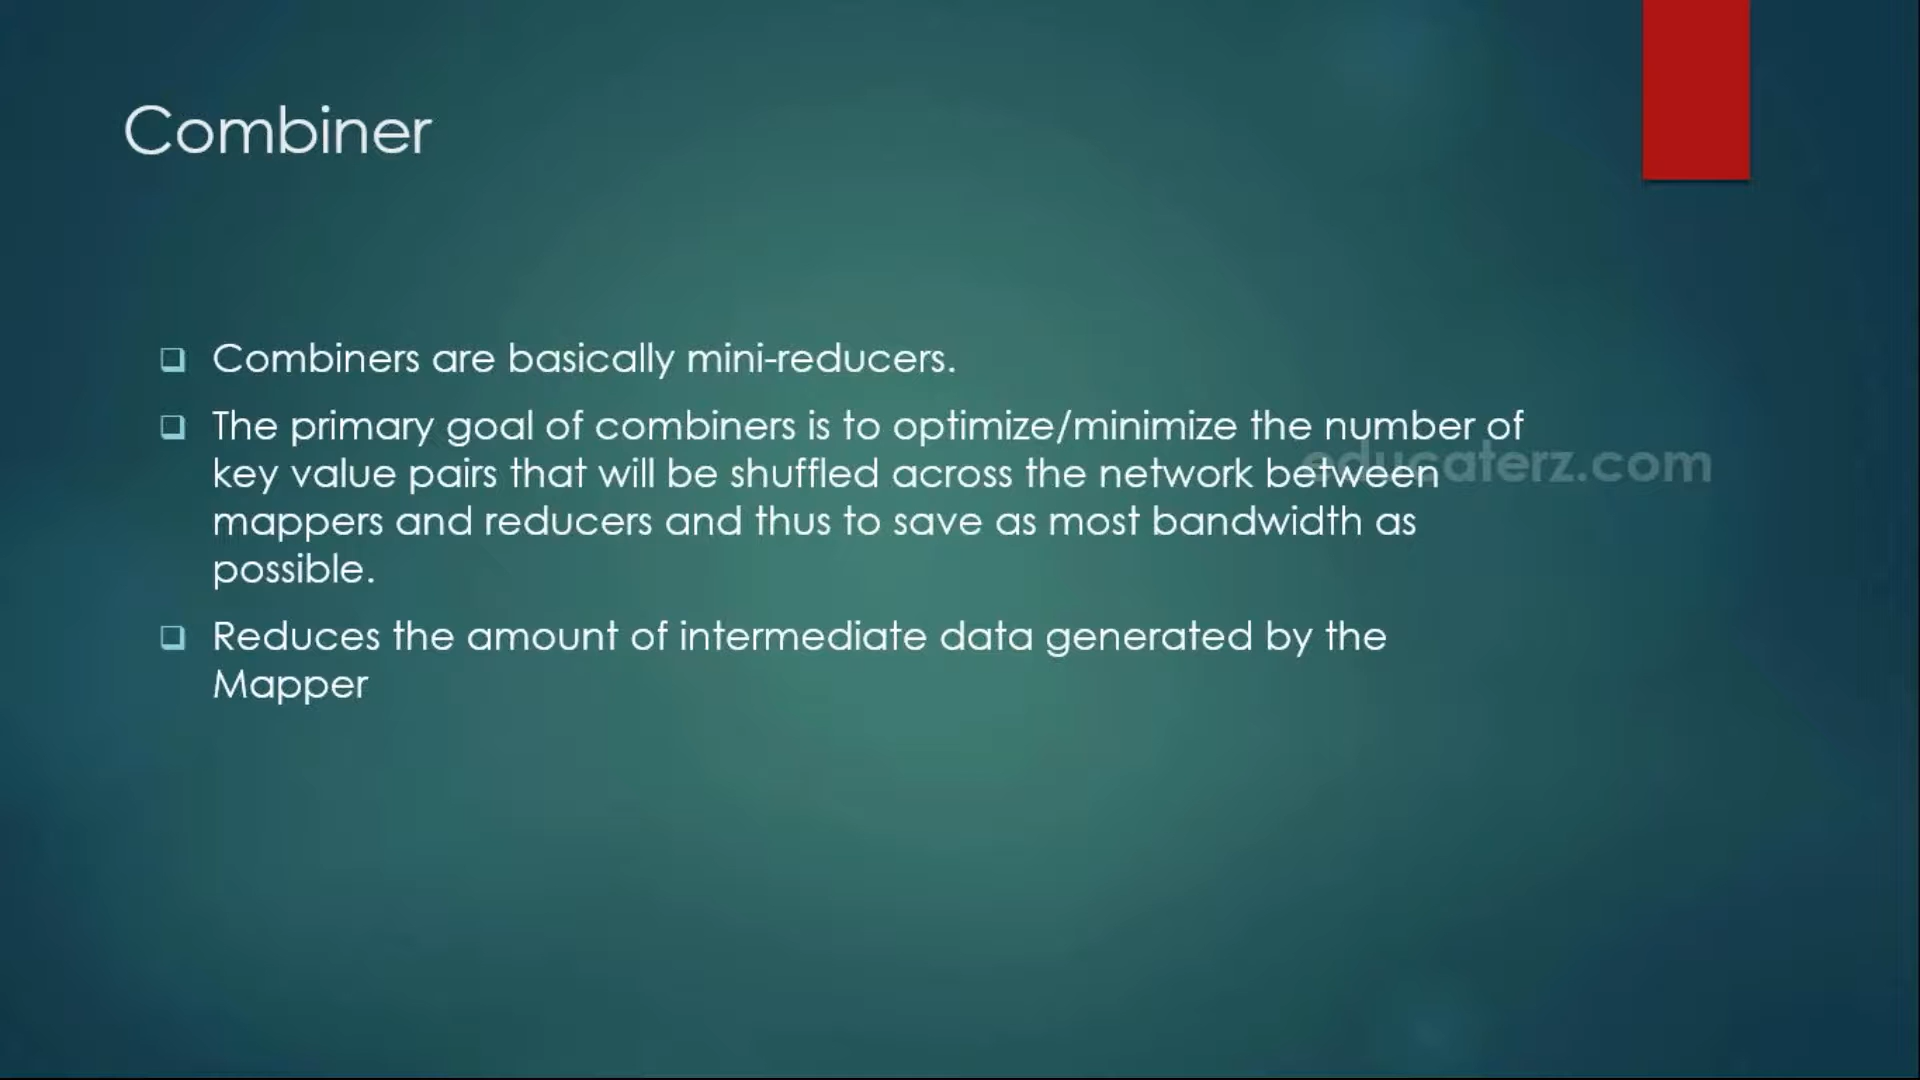 Combiner
Combiners are basically mini-reducers.
The primary goal of combiners is to optimize/minimize the number of
key value pairs that will be shuffled across the network between
mappers and reducers and thus to save as most bandwidth as
possible.
Reduces the amount of intermediate data generated by the
Mapper
educaterz.com